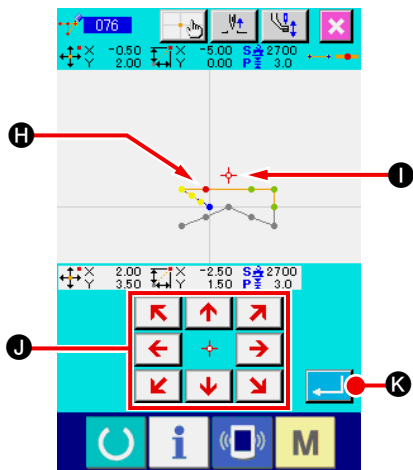 076
X -0.50 X -5.00 S 2700
Y 2.00 Y 0.00 P 3.0
H
I
X 2.00 X -2.50 S 2700
Y 3.50 Y 1.50 P 3.0
J
K
i M